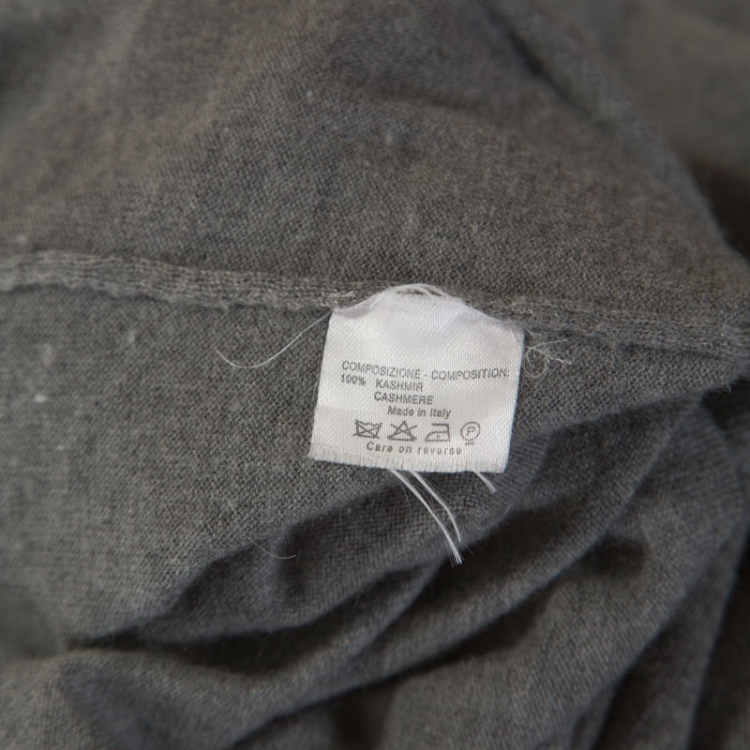 COMPOSIZIONE - COMPOSITION:
100% KASHMIR
CASHMERE
Made in Italy
P
Care on reverse